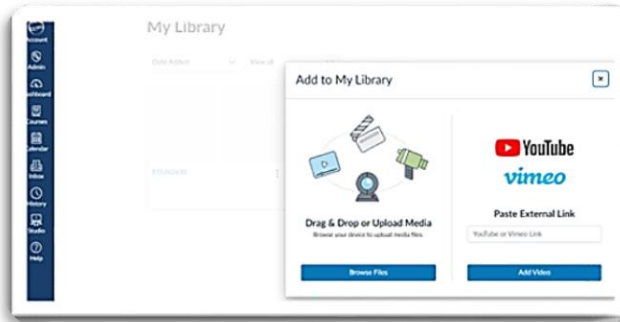 My Library
Account
Admin
Dashboard
Courses
Calendar
Inbox
History
Studio
Help
Date Added
View all
Add to My Library
Drag & Drop or Upload Media
Browse your device to upload media files.
Browse Files
YouTube
vimeo
Paste External Link
YouTube or Vimeo Link
Add Video